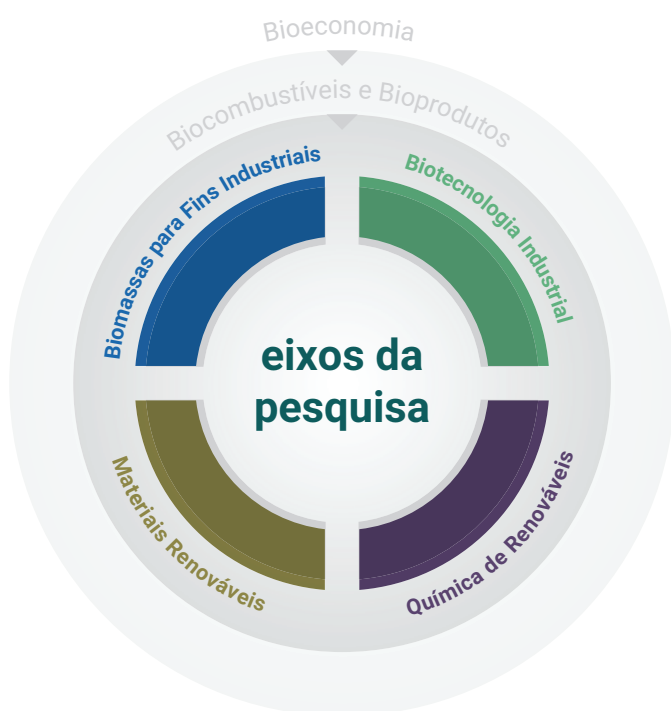 Bioeconomia
Biocombustíveis e Bioprodutos
Biomassas para Fins Industriais
Biotecnologia Industrial
eixos da
pesquisa
Materiais Renováveis
Química de Renováveis